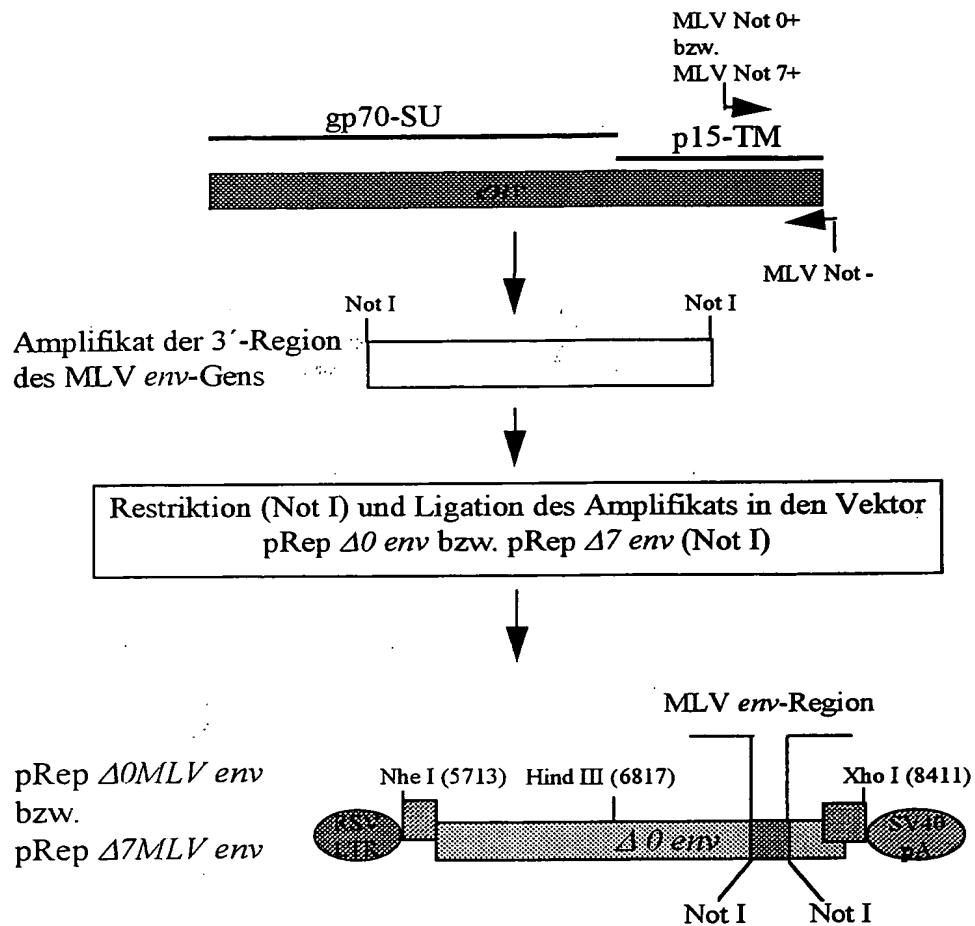 MLV Not 0+
bzw.
MLV Not 7+
gp70-SU
p15-TM
env
MLV Not -
Not I
Not I
Amplifikat der 3´-Region
des MLV env-Gens
Restriktion (Not I) und Ligation des Amplifikats in den Vektor
pRep Δ0 env bzw. pRep Δ7 env (Not I)
MLV env-Region
pRep Δ0MLV env
bzw.
pRep Δ7MLV env
Nhe I (5713)
Hind III (6817)
Xho I (8411)
RSV
LTR
Δ 0 env
SV40
pA
Not I
Not I